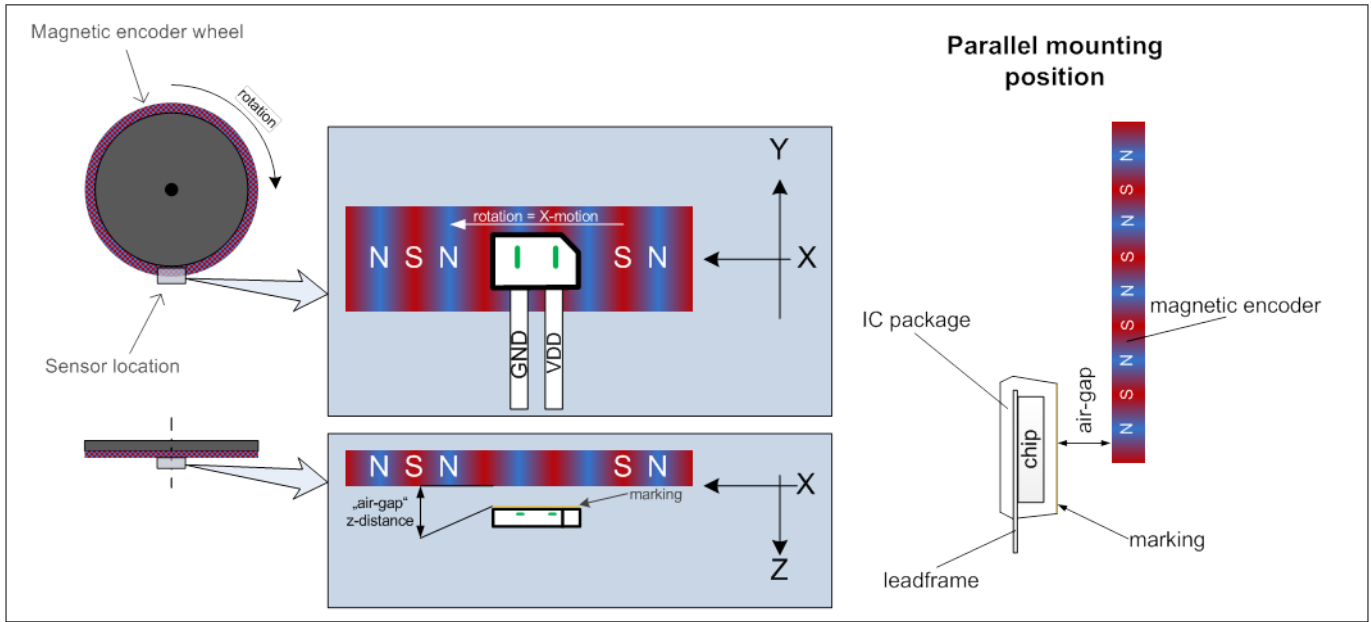 Magnetic encoder wheel
rotation
Sensor location
Y
rotation = X-motion
N S N S N
X
GND
VDD
N S N S N
X
„air-gap“
z-distance
marking
Z
Parallel mounting
position
N
S
N
S
N
S
N
S
N
magnetic encoder
IC package
air-gap
chip
marking
leadframe